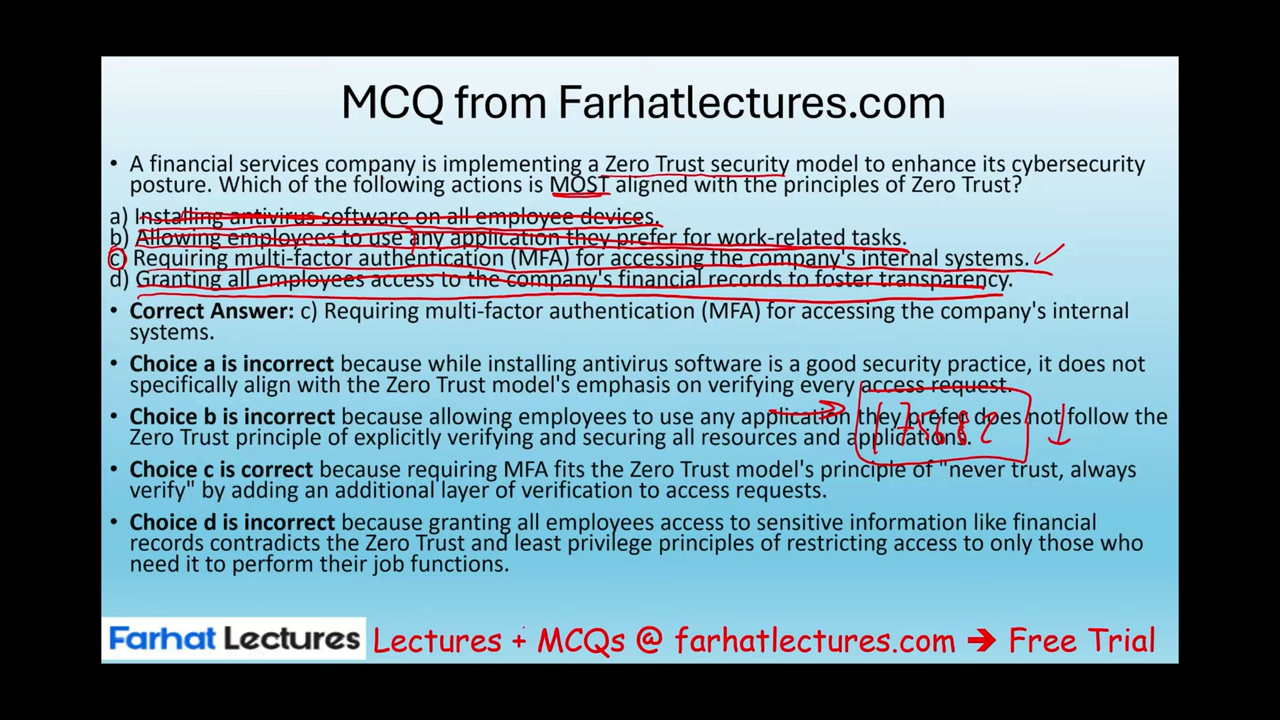 MCQ from Farhatlectures.com
• A financial services company is implementing a Zero Trust security model to enhance its cybersecurity
posture. Which of the following actions is MOST aligned with the principles of Zero Trust?
a) Installing antivirus software on all employee devices.
b) Allowing employees to use any application they prefer for work-related tasks.
c) Requiring multi-factor authentication (MFA) for accessing the company's internal systems.
d) Granting all employees access to the company's financial records to foster transparency.
• Correct Answer: c) Requiring multi-factor authentication (MFA) for accessing the company's internal
systems.
• Choice a is incorrect because while installing antivirus software is a good security practice, it does not
specifically align with the Zero Trust model's emphasis on verifying every access request.
• Choice b is incorrect because allowing employees to use any application they prefer does not follow the
Zero Trust principle of explicitly verifying and securing all resources and applications.
• Choice c is correct because requiring MFA fits the Zero Trust model's principle of "never trust, always
verify" by adding an additional layer of verification to access requests.
• Choice d is incorrect because granting all employees access to sensitive information like financial
records contradicts the Zero Trust and least privilege principles of restricting access to only those who
need it to perform their job functions.
Farhat Lectures Lectures + MCQs @ farhatlectures.com ➔ Free Trial